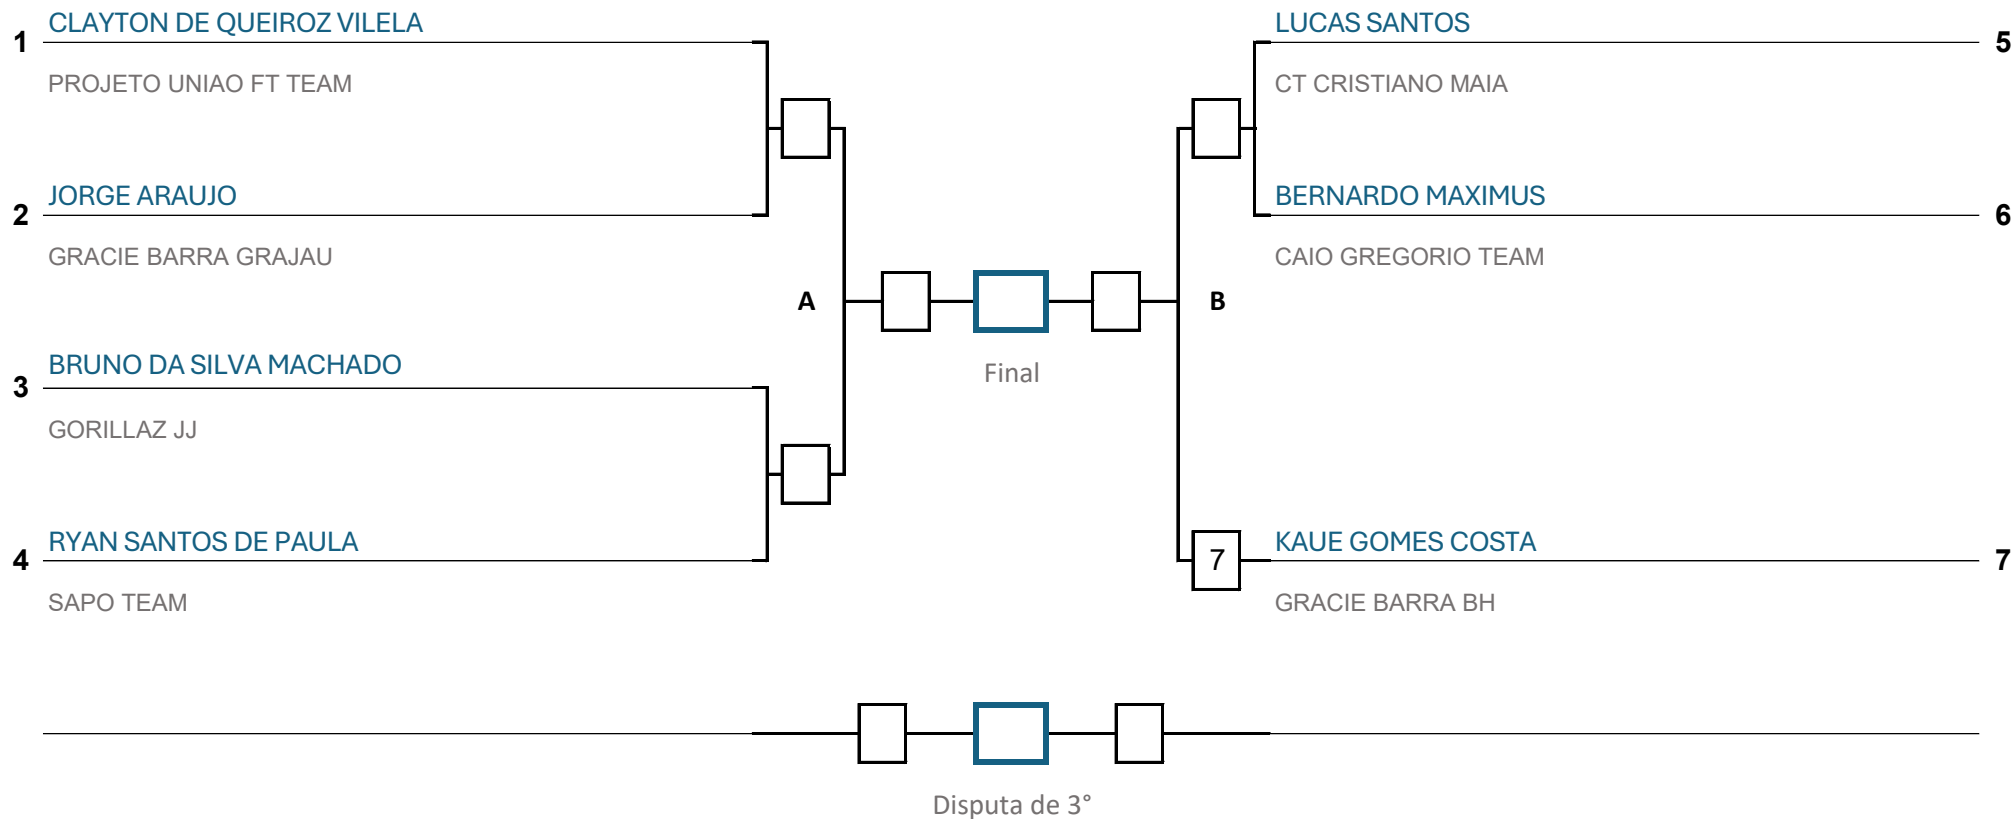 1
CLAYTON DE QUEIROZ VILELA
PROJETO UNIAO FT TEAM
2
JORGE ARAUJO
GRACIE BARRA GRAJAU
A
3
BRUNO DA SILVA MACHADO
GORILLAZ JJ
4
RYAN SANTOS DE PAULA
SAPO TEAM
Final
LUCAS SANTOS
5
CT CRISTIANO MAIA
BERNARDO MAXIMUS
6
CAIO GREGORIO TEAM
B
7
KAUE GOMES COSTA
7
GRACIE BARRA BH
Disputa de 3°